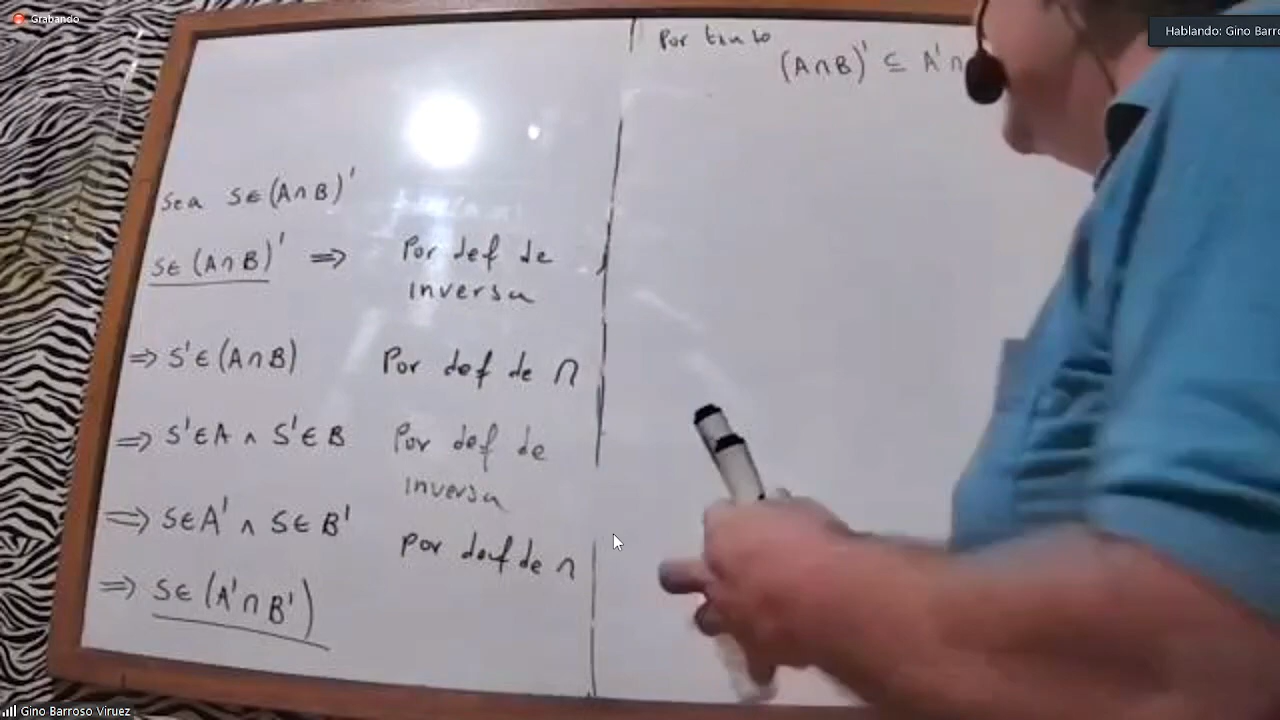 Grabando
Hablando: Gino Barro
Por tanto
(A∩B)' ⊆ A'∩
sea S∈(A∩B)'
S∈(A∩B)' ⇒ Por def de
inversa
⇒ S'∈(A∩B) Por def de ∩
⇒ S'∈A ∧ S'∈B Por def de
inversa
⇒ S∈A' ∧ S∈B' por def de ∩
⇒ S∈(A'∩B')
Gino Barroso Viruez